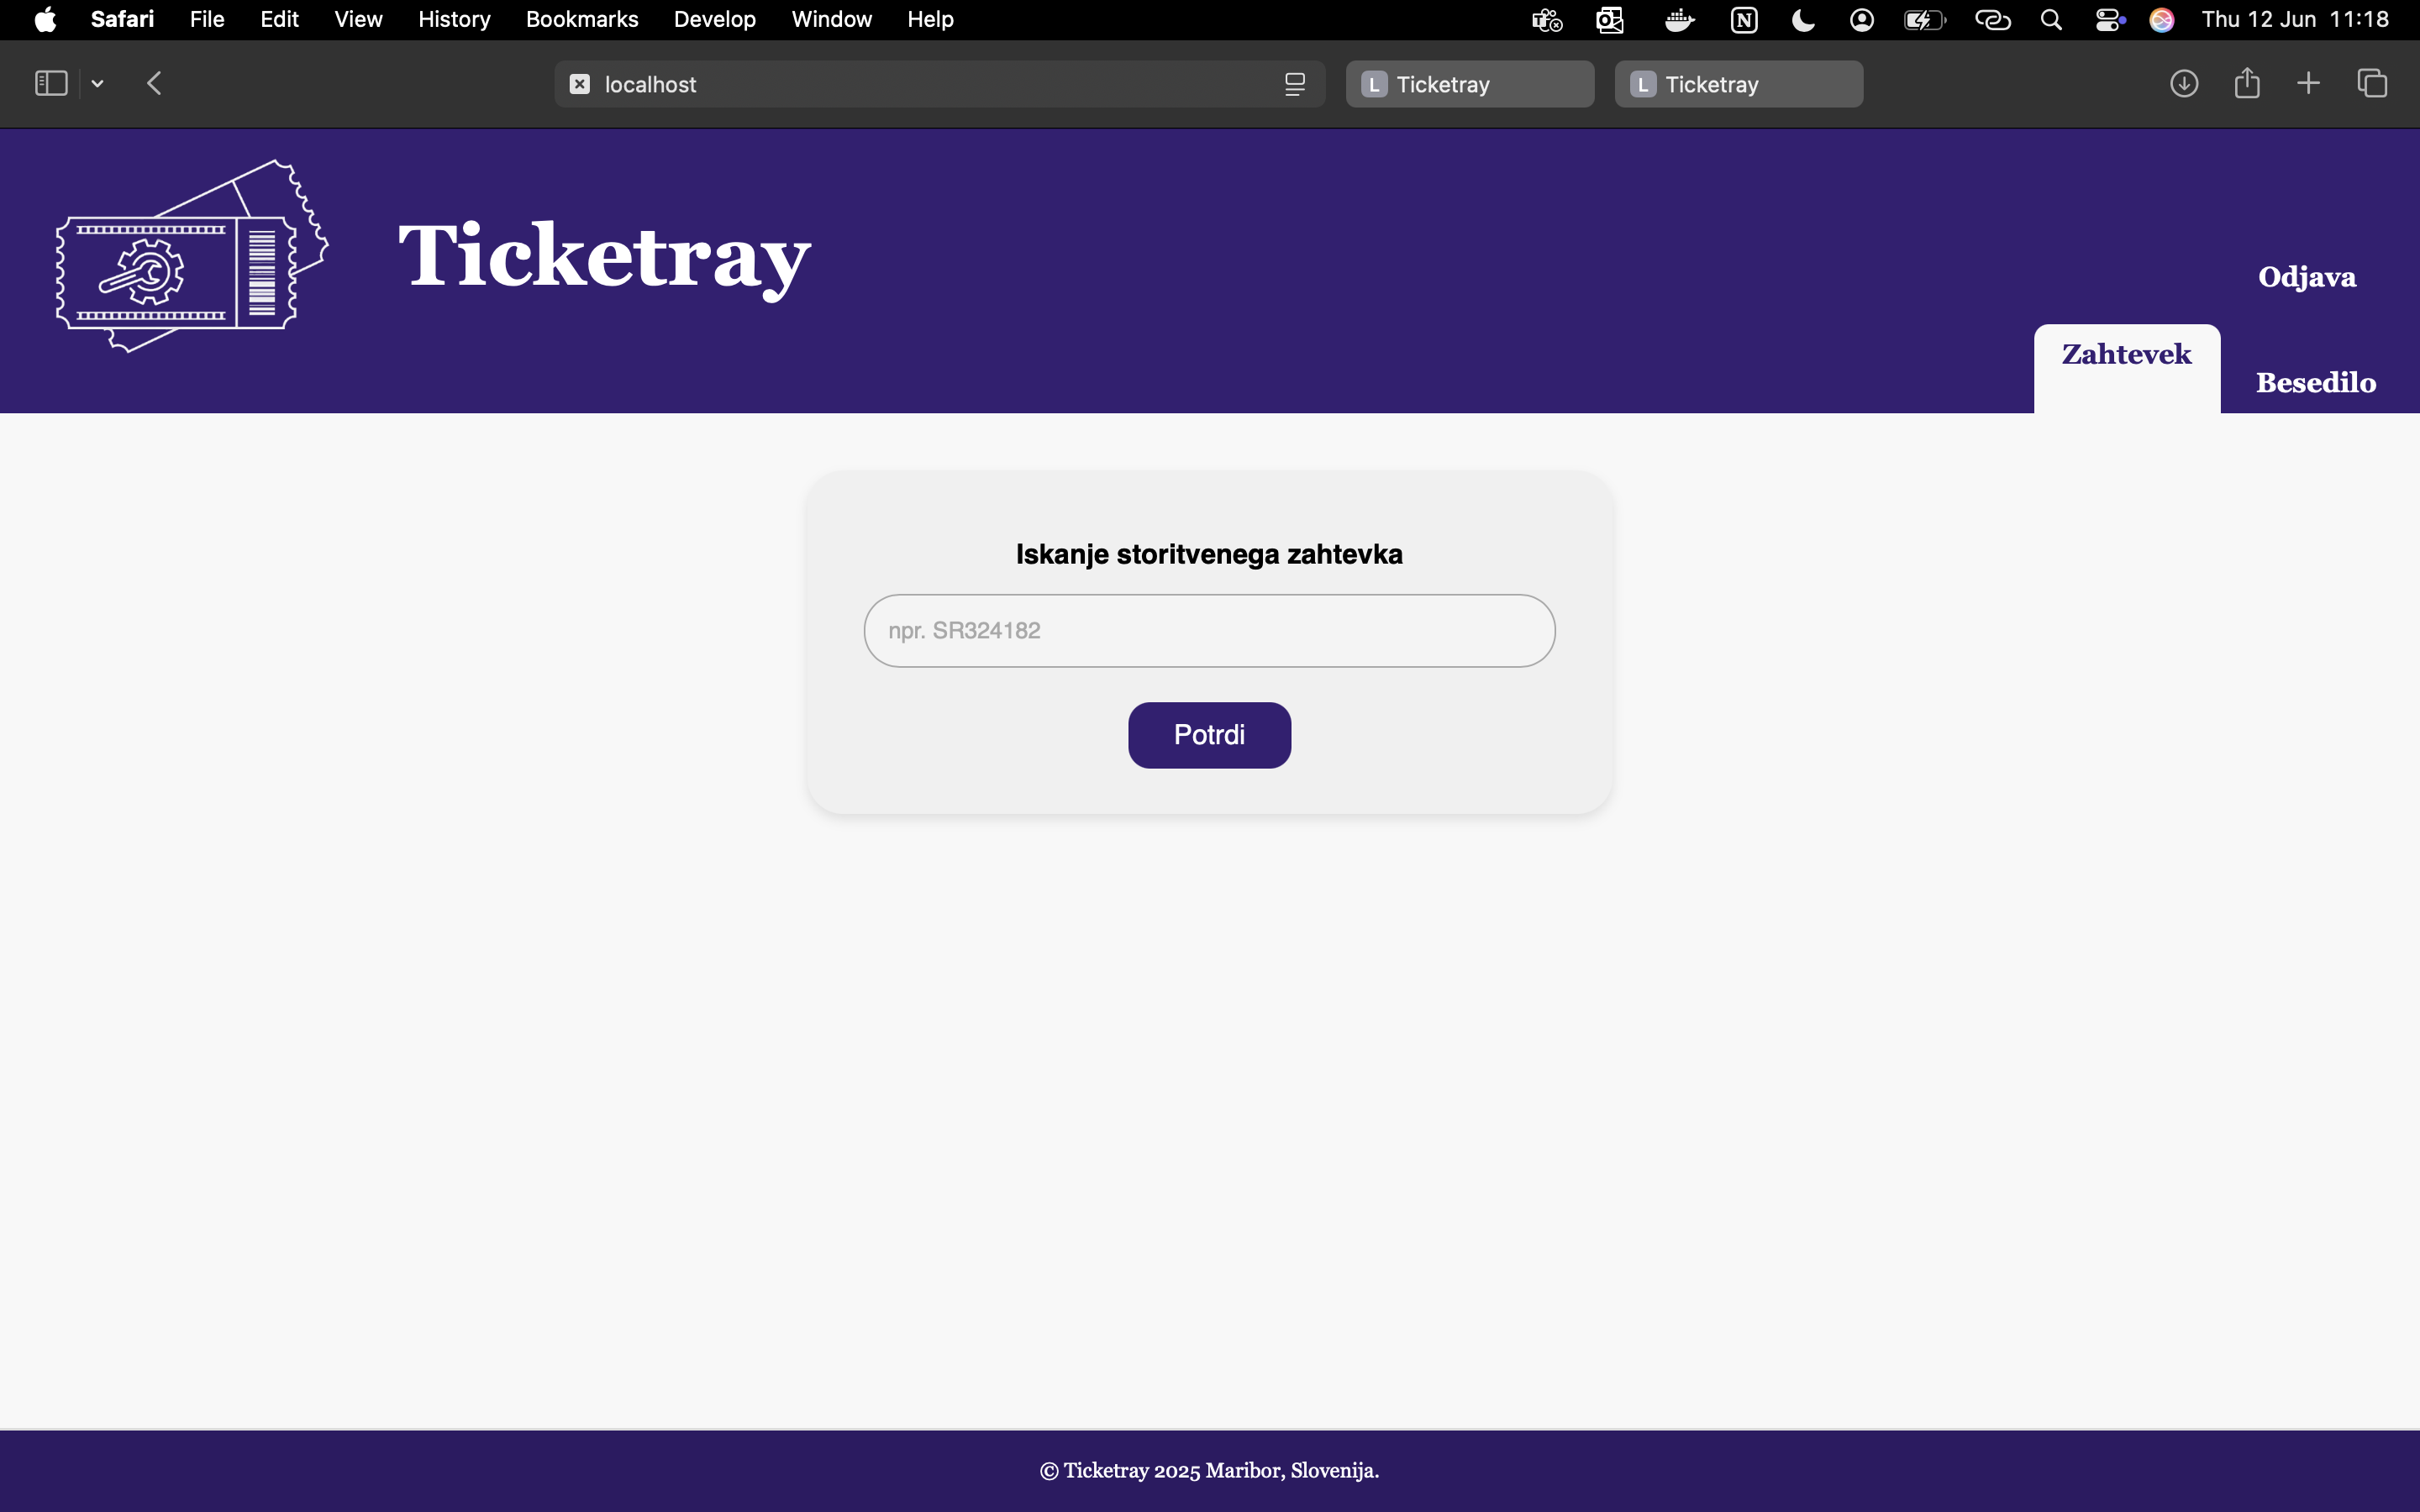 Safari File Edit View History Bookmarks Develop Window Help Thu 12 Jun 11:18
localhost L Ticketray L Ticketray
Ticketray
Odjava
Zahtevek
Besedilo
Iskanje storitvenega zahtevka
npr. SR324182
Potrdi
© Ticketray 2025 Maribor, Slovenija.